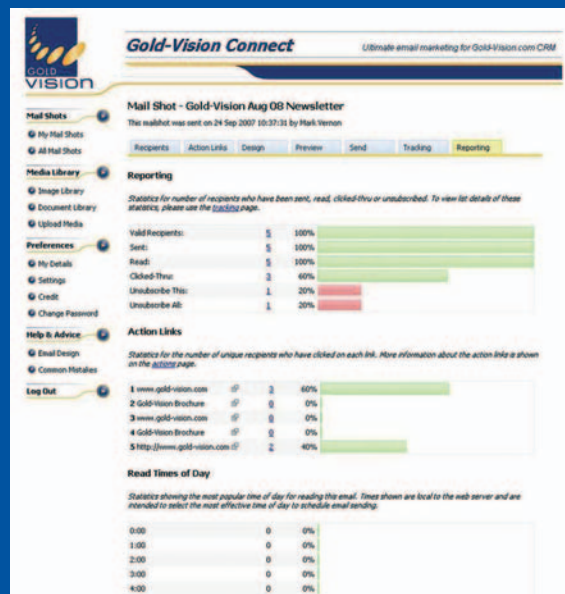 GOLD
VISION
Gold-Vision Connect
Ultimate email marketing for Gold-Vision.com CRM
Mail Shots
My Mail Shots
All Mail Shots
Media Library
Image Library
Document Library
Upload Media
Preferences
My Details
Settings
Credit
Change Password
Help & Advice
Email Design
Common Mistakes
Log Out
Mail Shot - Gold-Vision Aug 08 Newsletter
This mailshot was sent on 24 Sep 2007 10:37:31 by Mark Vernon
Recipients Action Links Design Preview Send Tracking Reporting
Reporting
Statistics for number of recipients who have been sent, read, clicked-thru or unsubscribed. To view list details of these
statistics, please use the tracking page.
Valid Recipients: 5 100%
Sent: 5 100%
Read: 5 100%
Clicked-Thru: 3 60%
Unsubscribe This: 1 20%
Unsubscribe All: 1 20%
Action Links
Statistics for the number of unique recipients who have clicked on each link. More information about the action links is shown
on the actions page.
1 www.gold-vision.com 3 60%
2 Gold-Vision Brochure 0 0%
3 www.gold-vision.com 0 0%
4 Gold-Vision Brochure 0 0%
5 http://www.gold-vision.com 2 40%
Read Times of Day
Statistics showing the most popular time of day for reading this email. Times shown are local to the web server and are
intended to select the most effective time of day to schedule email sending.
0:00 0 0%
1:00 0 0%
2:00 0 0%
3:00 0 0%
4:00 0 0%